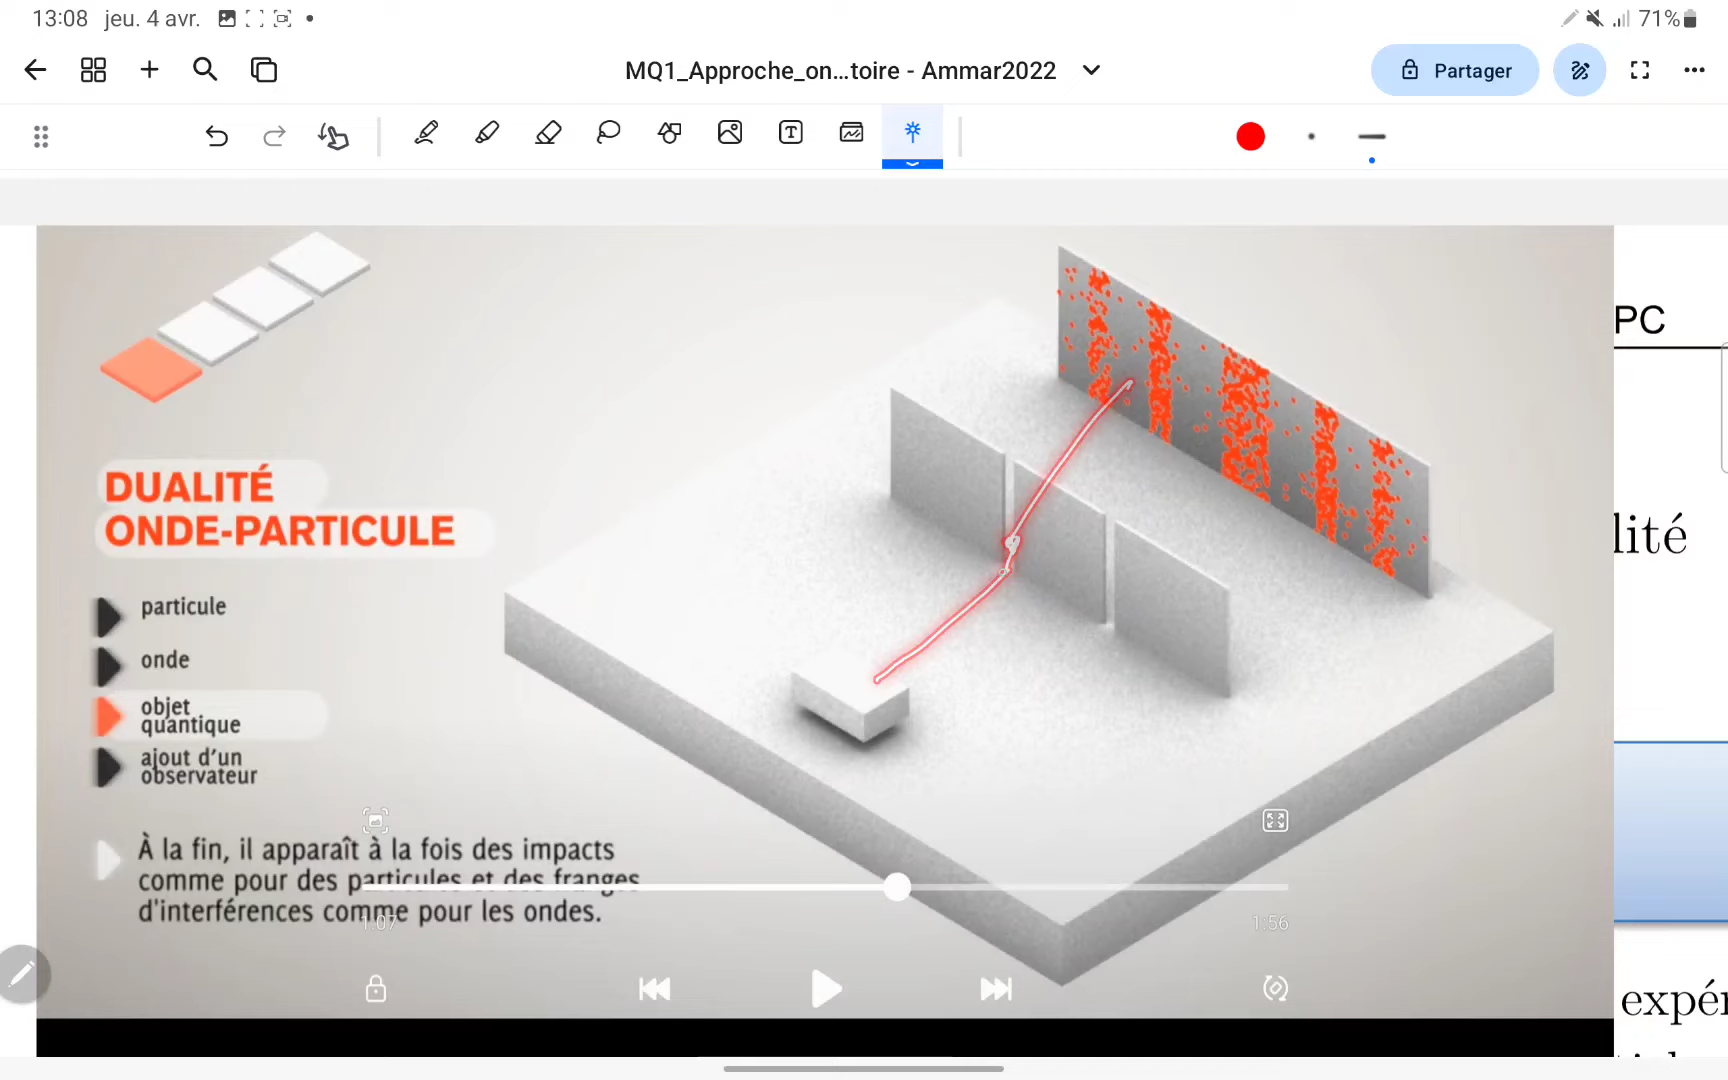 13:08 jeu. 4 avr. 71%
MQ1_Approche_on...toire - Ammar2022
Partager
T
PC
DUALITÉ
ONDE-PARTICULE
lité
particule
onde
objet
quantique
ajout d'un
observateur
À la fin, il apparaît à la fois des impacts
comme pour des particules et des franges
d'interférences comme pour les ondes.
1:07 1:56
expér